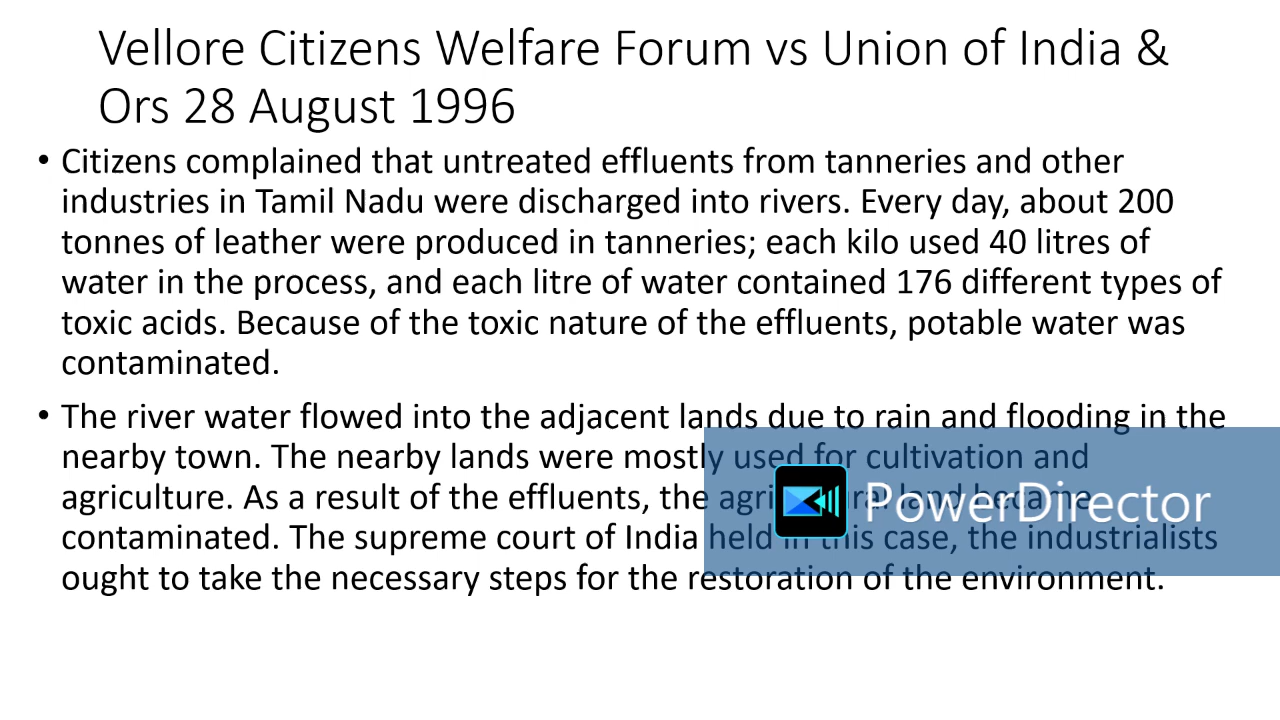 Vellore Citizens Welfare Forum vs Union of India &
Ors 28 August 1996
• Citizens complained that untreated effluents from tanneries and other
industries in Tamil Nadu were discharged into rivers. Every day, about 200
tonnes of leather were produced in tanneries; each kilo used 40 litres of
water in the process, and each litre of water contained 176 different types of
toxic acids. Because of the toxic nature of the effluents, potable water was
contaminated.
• The river water flowed into the adjacent lands due to rain and flooding in the
nearby town. The nearby lands were mostly used for cultivation and
agriculture. As a result of the effluents, the agricultural land became
contaminated. The supreme court of India held in this case, the industrialists
ought to take the necessary steps for the restoration of the environment.
PowerDirector